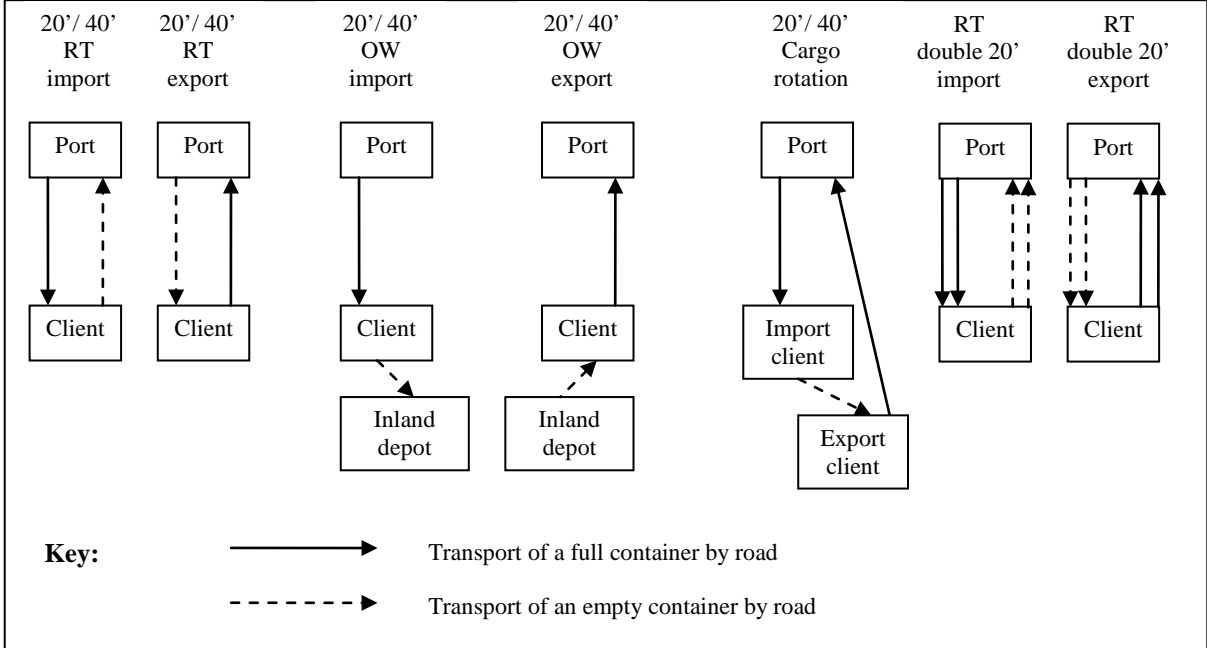 20’/ 40’
RT
import
20’/ 40’
RT
export
20’/ 40’
OW
import
20’/ 40’
OW
export
20’/ 40’
Cargo
rotation
RT
double 20’
import
RT
double 20’
export
Port
Port
Port
Port
Port
Port
Port
Client
Client
Client
Client
Import
client
Client
Client
Inland
depot
Inland
depot
Export
client
Key:
Transport of a full container by road
Transport of an empty container by road